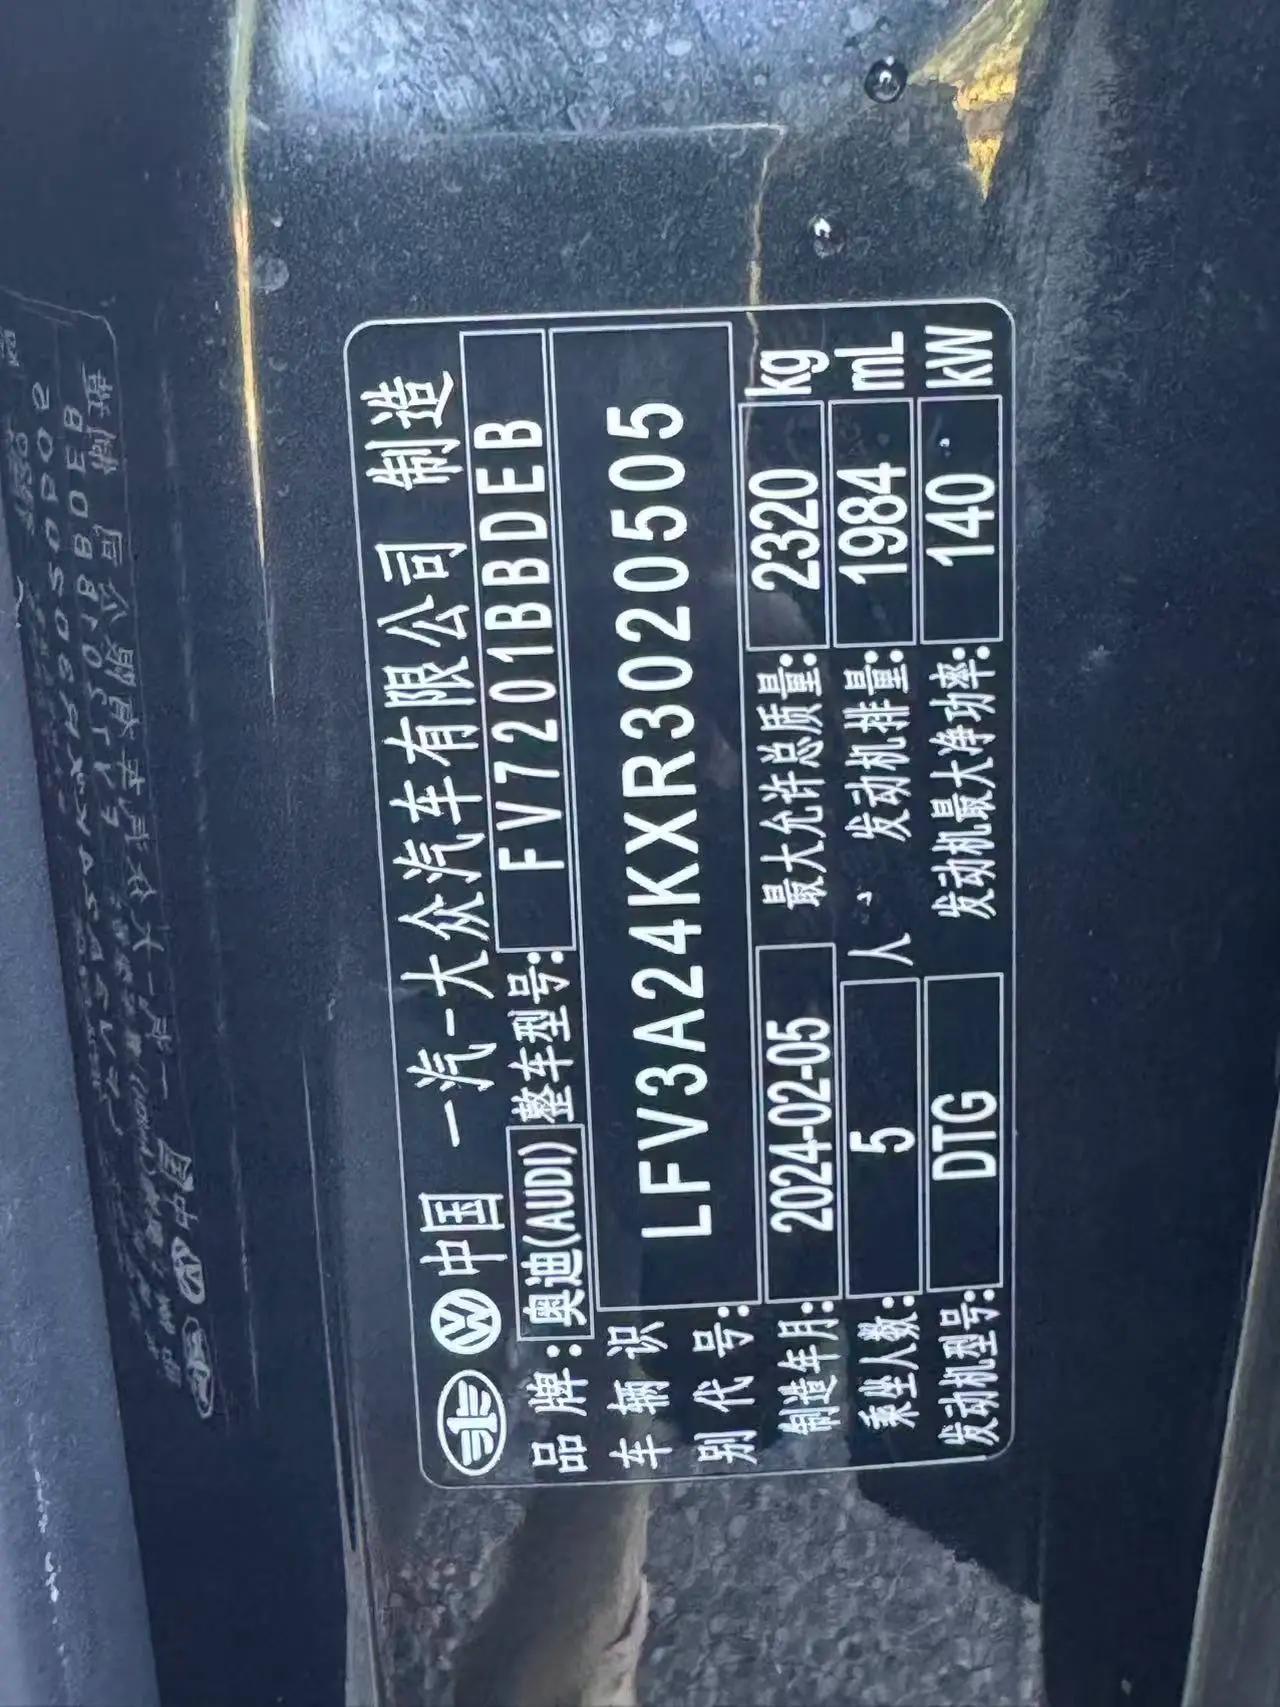 中国 一汽-大众汽车有限公司 制造
品牌: 奥迪(AUDI) 整车型号: FV7201BBDEB
车辆识别代号: LFV3A24KXR3020505
制造年月: 2024-02-05 最大允许总质量: 2320 kg
乘坐人数: 5 人 发动机排量: 1984 mL
发动机型号: DTG 发动机最大净功率: 140 kW